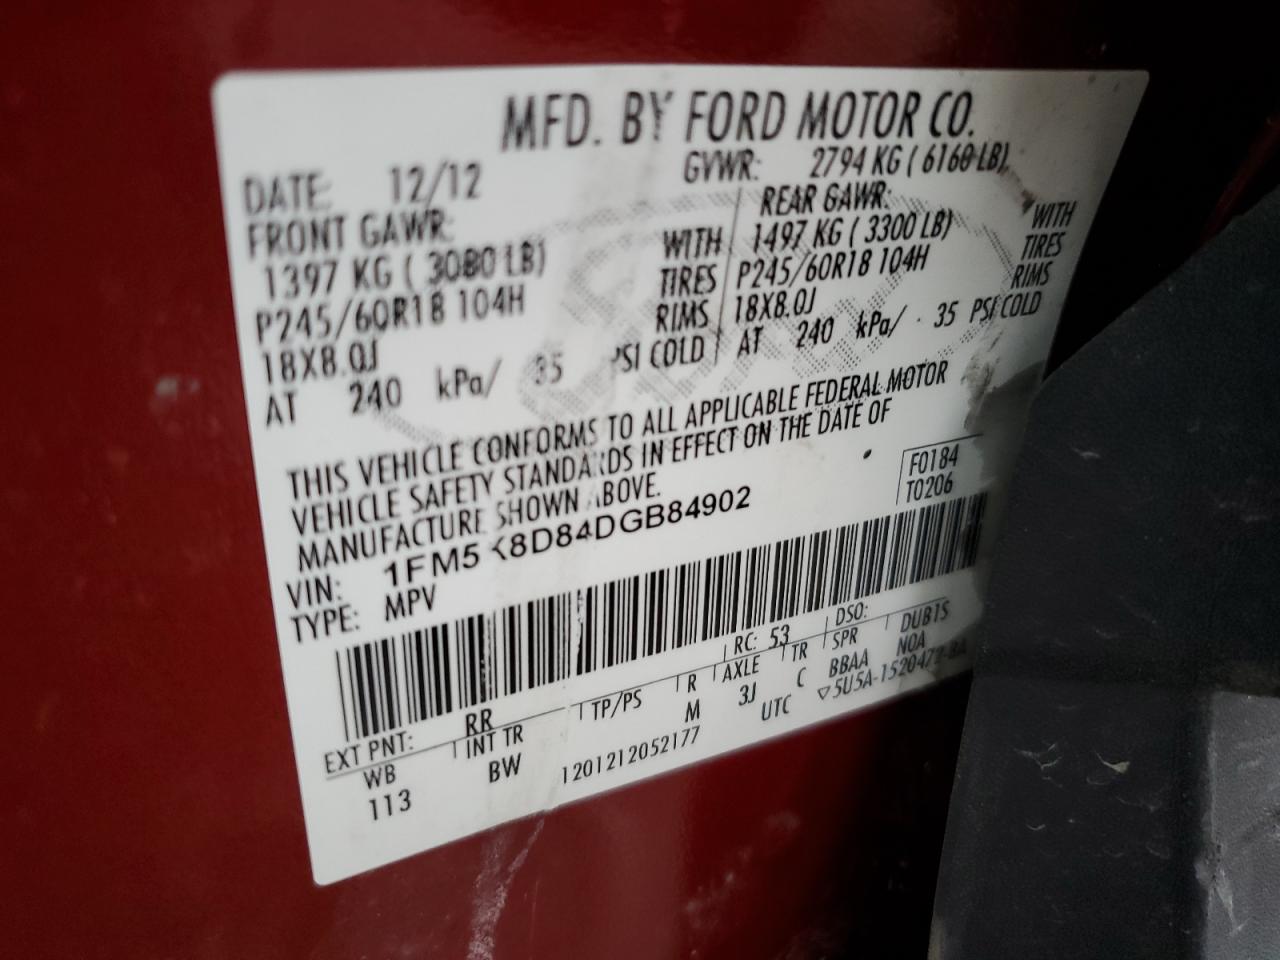 MFD. BY FORD MOTOR CO.
DATE: 12/12 GVWR: 2794 KG ( 6160 LB)
FRONT GAWR: REAR GAWR:
1397 KG ( 3080 LB) WITH 1497 KG ( 3300 LB) WITH
P245/60R18 104H TIRES P245/60R18 104H TIRES
18X8.0J RIMS 18X8.0J RIMS
AT 240 kPa/ 35 PSI COLD AT 240 kPa/ 35 PSI COLD
THIS VEHICLE CONFORMS TO ALL APPLICABLE FEDERAL MOTOR
VEHICLE SAFETY STANDARDS IN EFFECT ON THE DATE OF
MANUFACTURE SHOWN ABOVE.
F0184
T0206
VIN: 1FM5K8D84DGB84902
TYPE: MPV
EXT PNT: RR RC: 53 DSO:
WB INT TR TP/PS R AXLE TR SPR DUB1S
113 BW M 3J C BBAA NOA
1201212052177 UTC ▽5U5A-1520472-BA